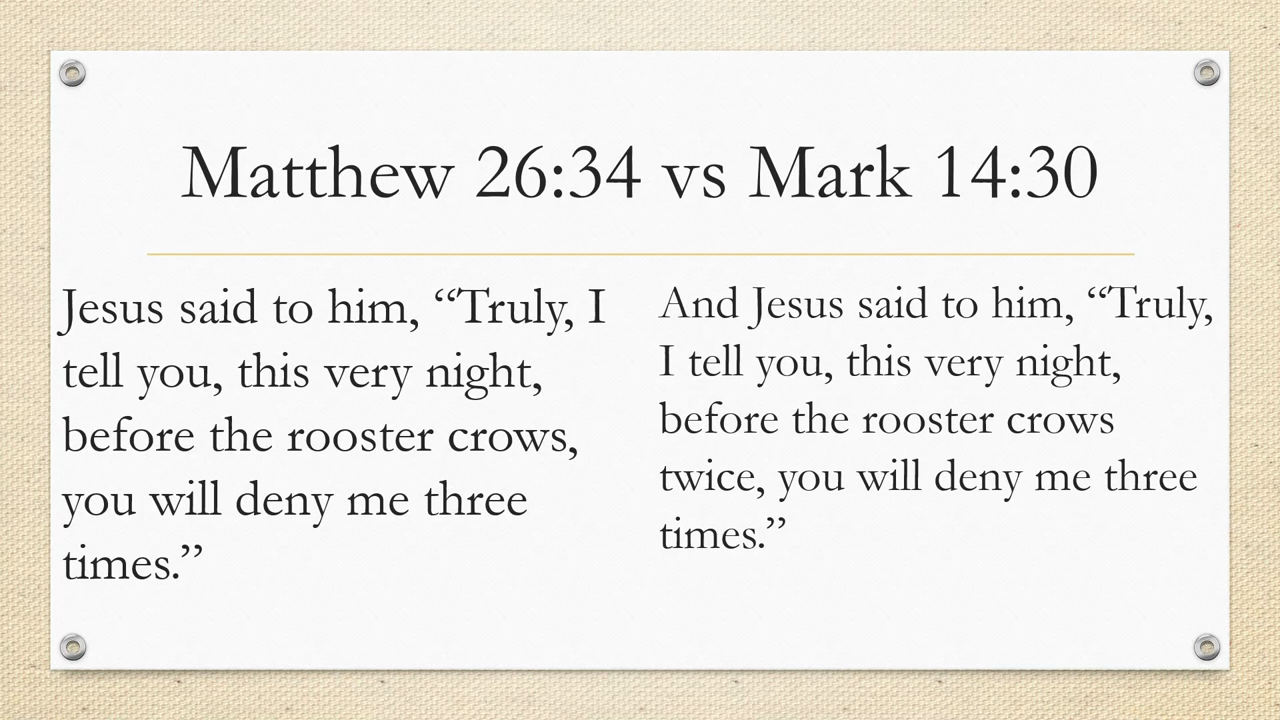 Matthew 26:34 vs Mark 14:30
Jesus said to him, “Truly, I
tell you, this very night,
before the rooster crows,
you will deny me three
times.”
And Jesus said to him, “Truly,
I tell you, this very night,
before the rooster crows
twice, you will deny me three
times.”